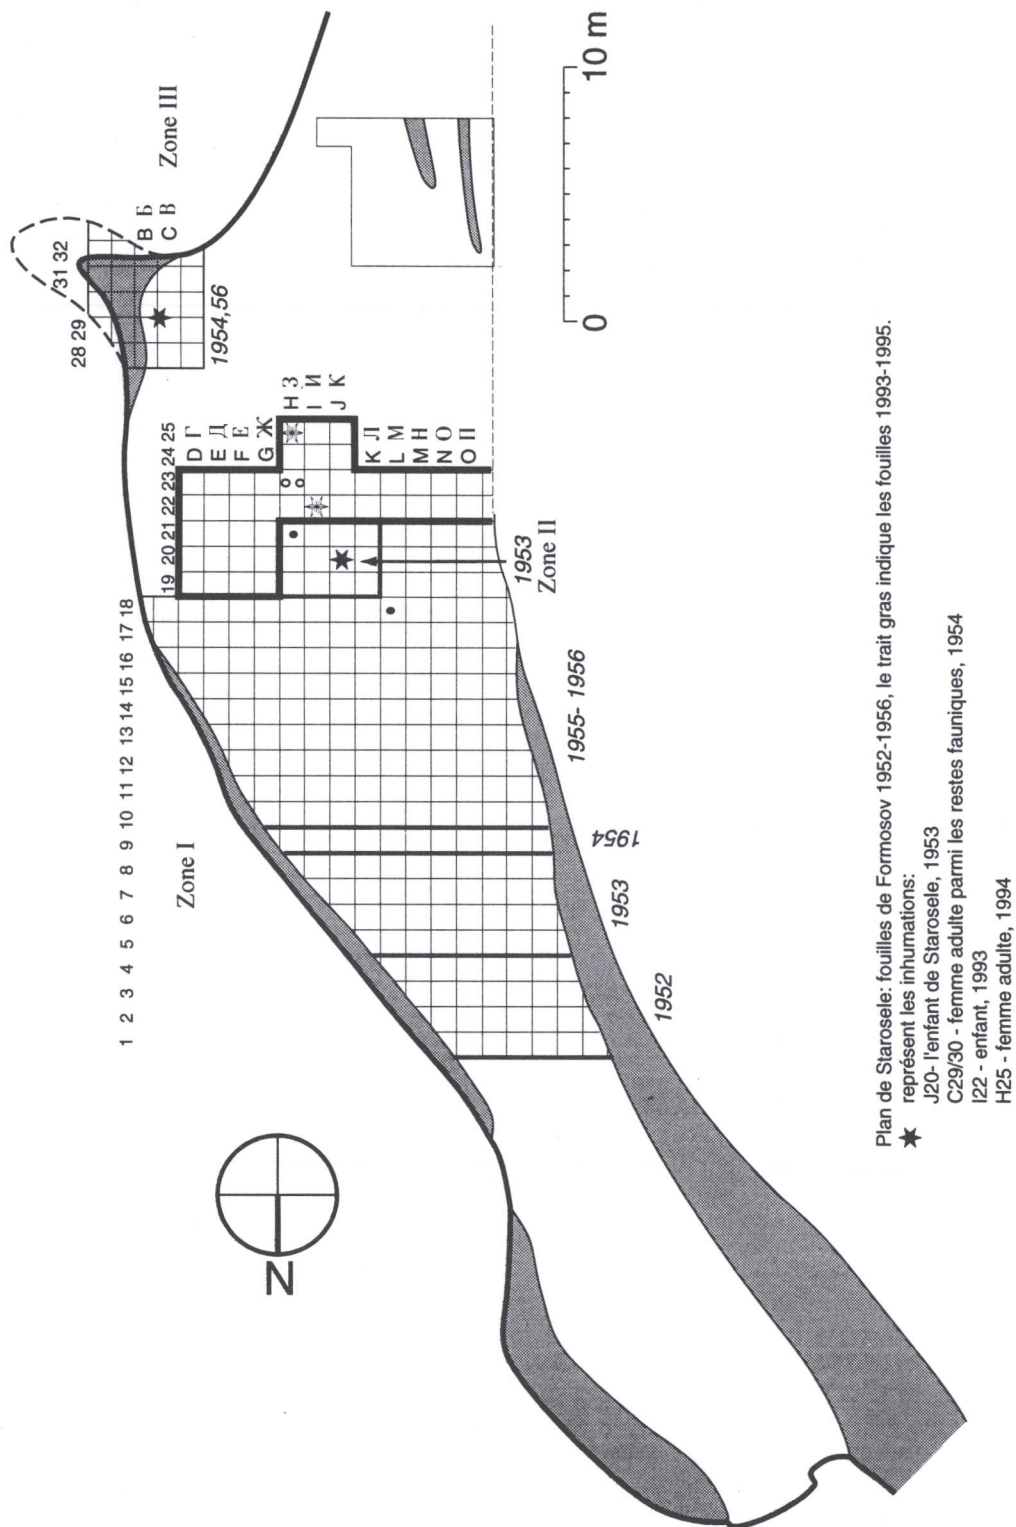 1 2 3 4 5 6 7 8 9 10 11 12 13 14 15 16 17 18
19 20 21 22 23 24 25
28 29
31 32
Zone I
Zone III
B Б
C В
1954,56
D Г
E Д
F Е
G Ж
H З
I И
J К
K Л
L М
M Н
N О
O П
1953
Zone II
1955- 1956
1954
1953
1952
N
0
10 m
Plan de Starosele: fouilles de Formosov 1952-1956, le trait gras indique les fouilles 1993-1995.
★ représent les inhumations:
J20- l'enfant de Starosele, 1953
C29/30 - femme adulte parmi les restes fauniques, 1954
I22 - enfant, 1993
H25 - femme adulte, 1994